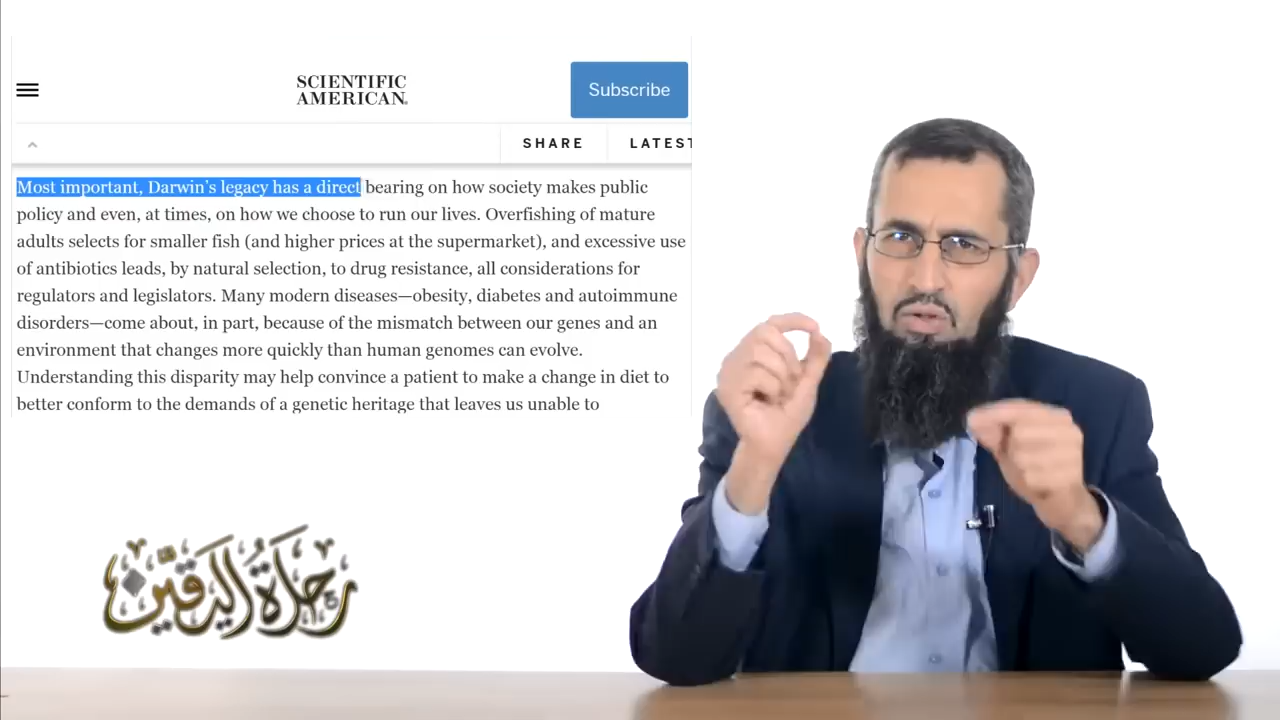 SCIENTIFIC
AMERICAN®
Subscribe
SHARE
LATEST
Most important, Darwin's legacy has a direct bearing on how society makes public
policy and even, at times, on how we choose to run our lives. Overfishing of mature
adults selects for smaller fish (and higher prices at the supermarket), and excessive use
of antibiotics leads, by natural selection, to drug resistance, all considerations for
regulators and legislators. Many modern diseases—obesity, diabetes and autoimmune
disorders—come about, in part, because of the mismatch between our genes and an
environment that changes more quickly than human genomes can evolve.
Understanding this disparity may help convince a patient to make a change in diet to
better conform to the demands of a genetic heritage that leaves us unable to
رحلة اليقين